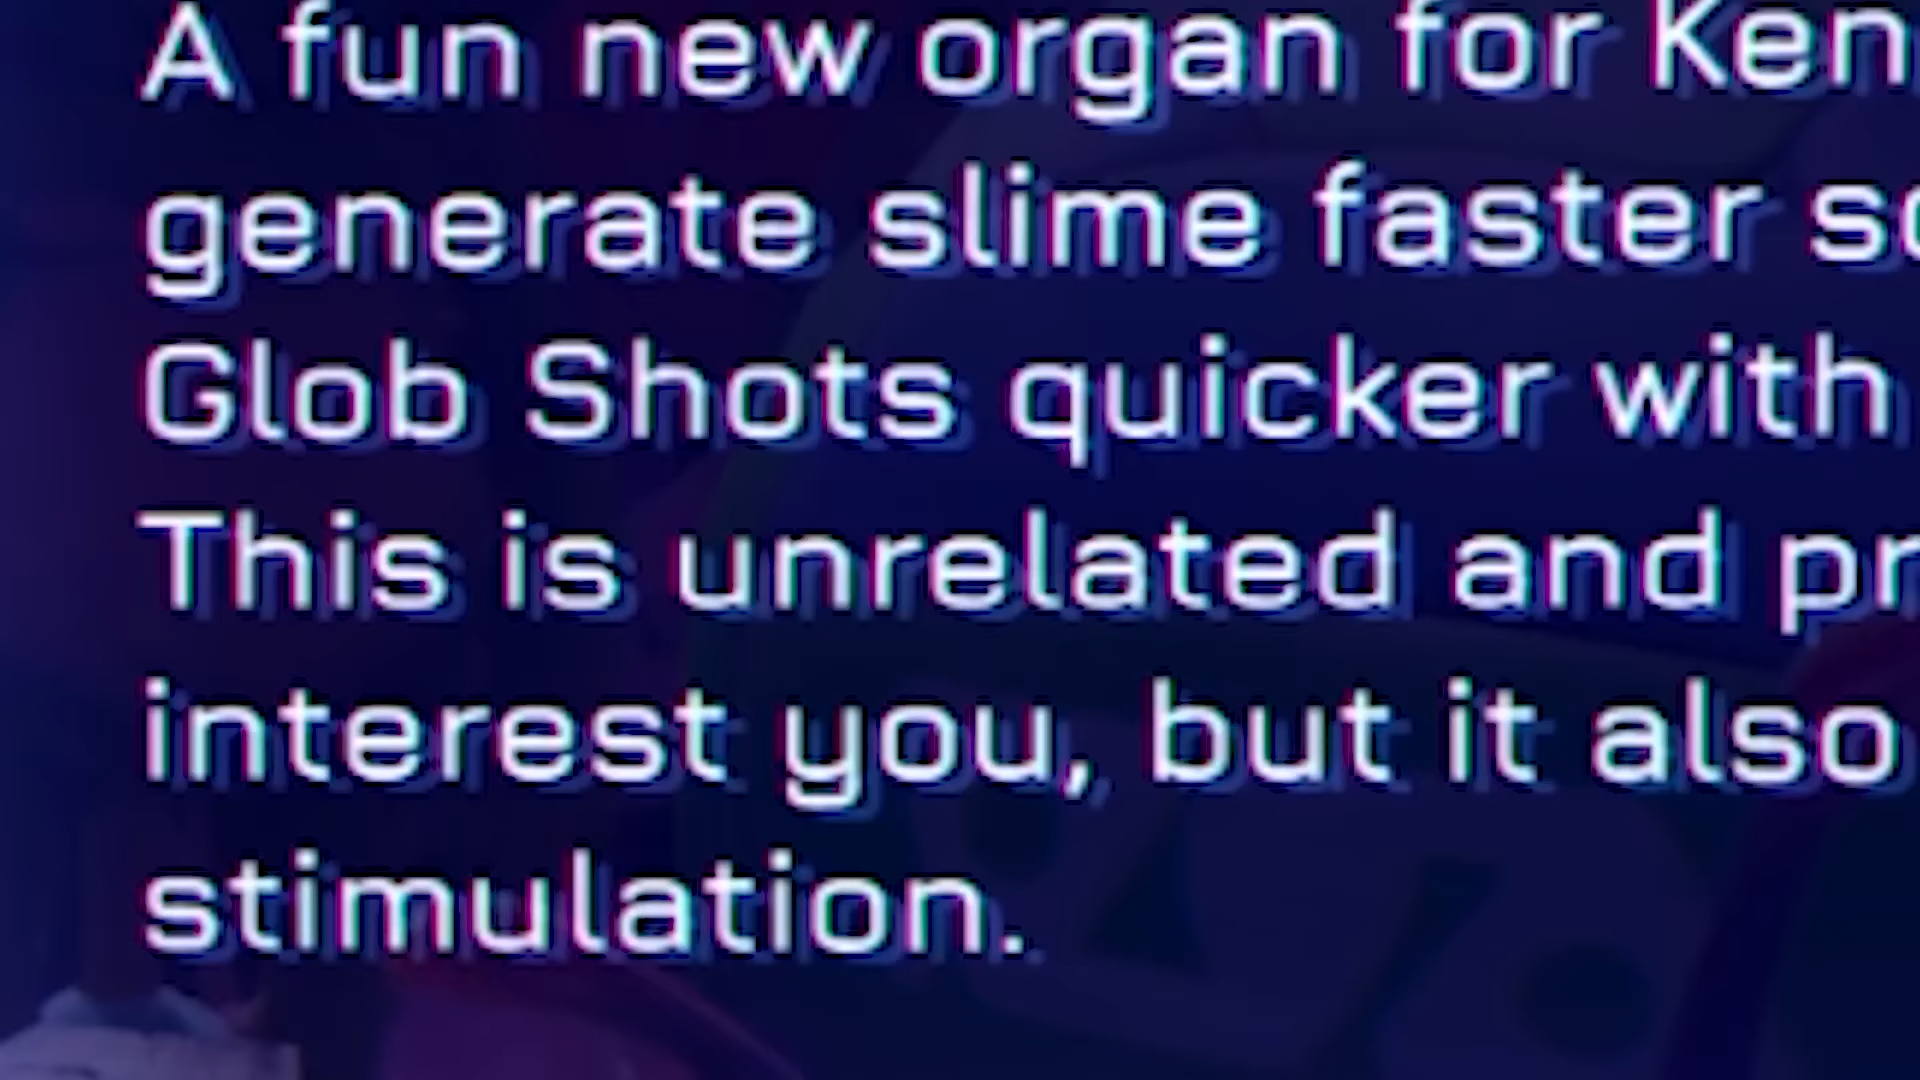 A fun new organ for Ken
generate slime faster so
Glob Shots quicker with
This is unrelated and pr
interest you, but it also
stimulation.